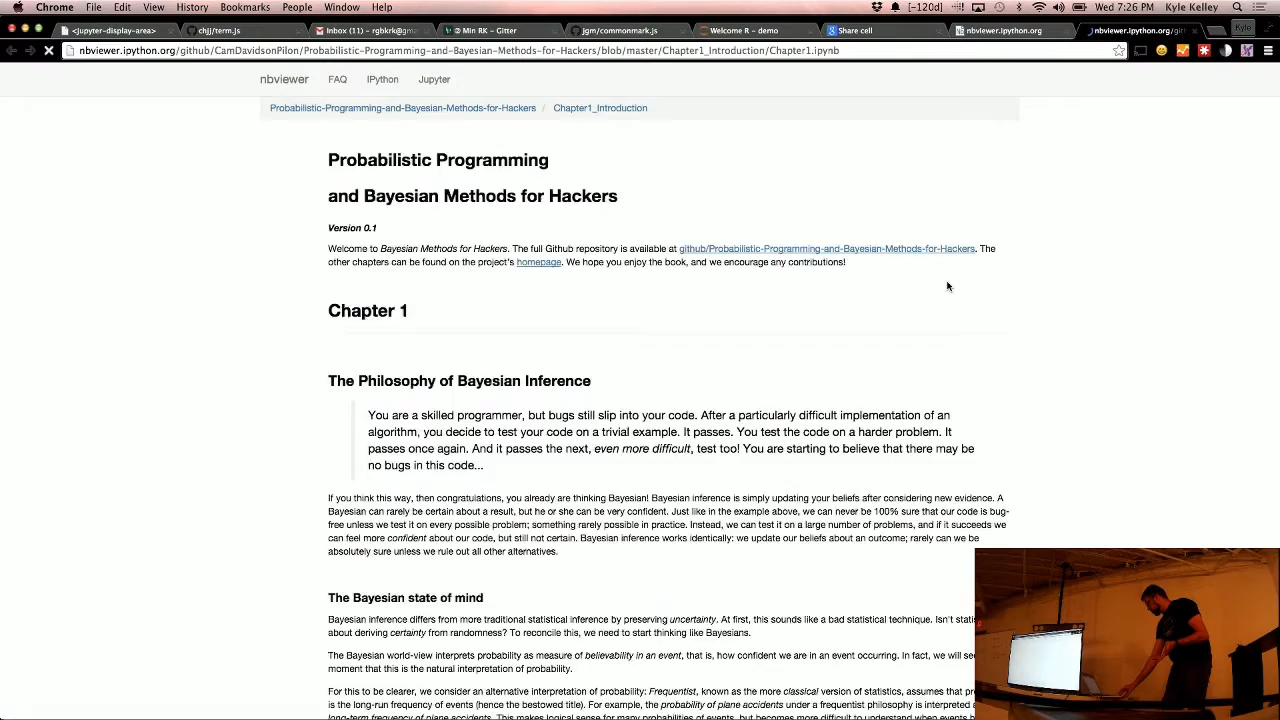 Chrome File Edit View History Bookmarks People Window Help [-120d] Wed 7:26 PM Kyle Kelley
<jupyter-display-area> chjj/term.js Inbox (11) - rgbkrk@gmail Min RK - Gitter jgm/commonmark.js Welcome R - demo Share cell nbviewer.ipython.org nbviewer.ipython.org/git Kyle
nbviewer.ipython.org/github/CamDavidsonPilon/Probabilistic-Programming-and-Bayesian-Methods-for-Hackers/blob/master/Chapter1_Introduction/Chapter1.ipynb
nbviewer FAQ IPython Jupyter
Probabilistic-Programming-and-Bayesian-Methods-for-Hackers / Chapter1_Introduction
Probabilistic Programming
and Bayesian Methods for Hackers
Version 0.1
Welcome to Bayesian Methods for Hackers. The full Github repository is available at github/Probabilistic-Programming-and-Bayesian-Methods-for-Hackers. The
other chapters can be found on the project's homepage. We hope you enjoy the book, and we encourage any contributions!
Chapter 1
The Philosophy of Bayesian Inference
You are a skilled programmer, but bugs still slip into your code. After a particularly difficult implementation of an
algorithm, you decide to test your code on a trivial example. It passes. You test the code on a harder problem. It
passes once again. And it passes the next, even more difficult, test too! You are starting to believe that there may be
no bugs in this code...
If you think this way, then congratulations, you already are thinking Bayesian! Bayesian inference is simply updating your beliefs after considering new evidence. A
Bayesian can rarely be certain about a result, but he or she can be very confident. Just like in the example above, we can never be 100% sure that our code is bug-
free unless we test it on every possible problem; something rarely possible in practice. Instead, we can test it on a large number of problems, and if it succeeds we
can feel more confident about our code, but still not certain. Bayesian inference works identically: we update our beliefs about an outcome; rarely can we be
absolutely sure unless we rule out all other alternatives.
The Bayesian state of mind
Bayesian inference differs from more traditional statistical inference by preserving uncertainty. At first, this sounds like a bad statistical technique. Isn't stati
about deriving certainty from randomness? To reconcile this, we need to start thinking like Bayesians.
The Bayesian world-view interprets probability as measure of believability in an event, that is, how confident we are in an event occurring. In fact, we will see
moment that this is the natural interpretation of probability.
For this to be clearer, we consider an alternative interpretation of probability: Frequentist, known as the more classical version of statistics, assumes that pr
is the long-run frequency of events (hence the bestowed title). For example, the probability of plane accidents under a frequentist philosophy is interpreted a
long-term frequency of plane accidents. This makes logical sense for many probabilities of events, but becomes more difficult to understand when events h